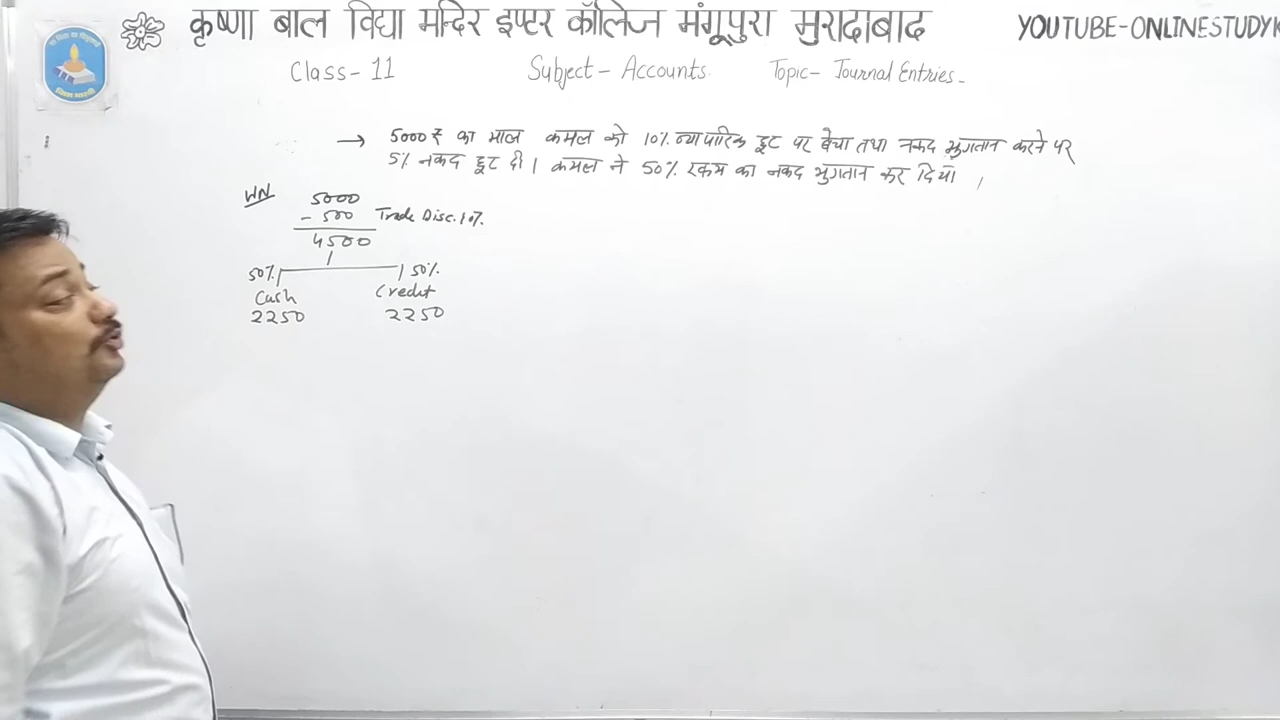 कृष्णा बाल विद्या मन्दिर इण्टर कॉलिज मंगूपुरा मुरादाबाद
YOUTUBE-ONLINESTUDYK
Class-11 Subject-Accounts. Topic-Journal Entries-
→ 5000₹ का माल कमल को 10% व्यापारिक छूट पर बेचा तथा नकद भुगतान करने पर
5% नकद छूट दी। कमल ने 50% रकम का नकद भुगतान कर दिया।
WN
5000
- 500 Trade Disc.10%.
4500
50% 50%.
Cash Credit
2250 2250